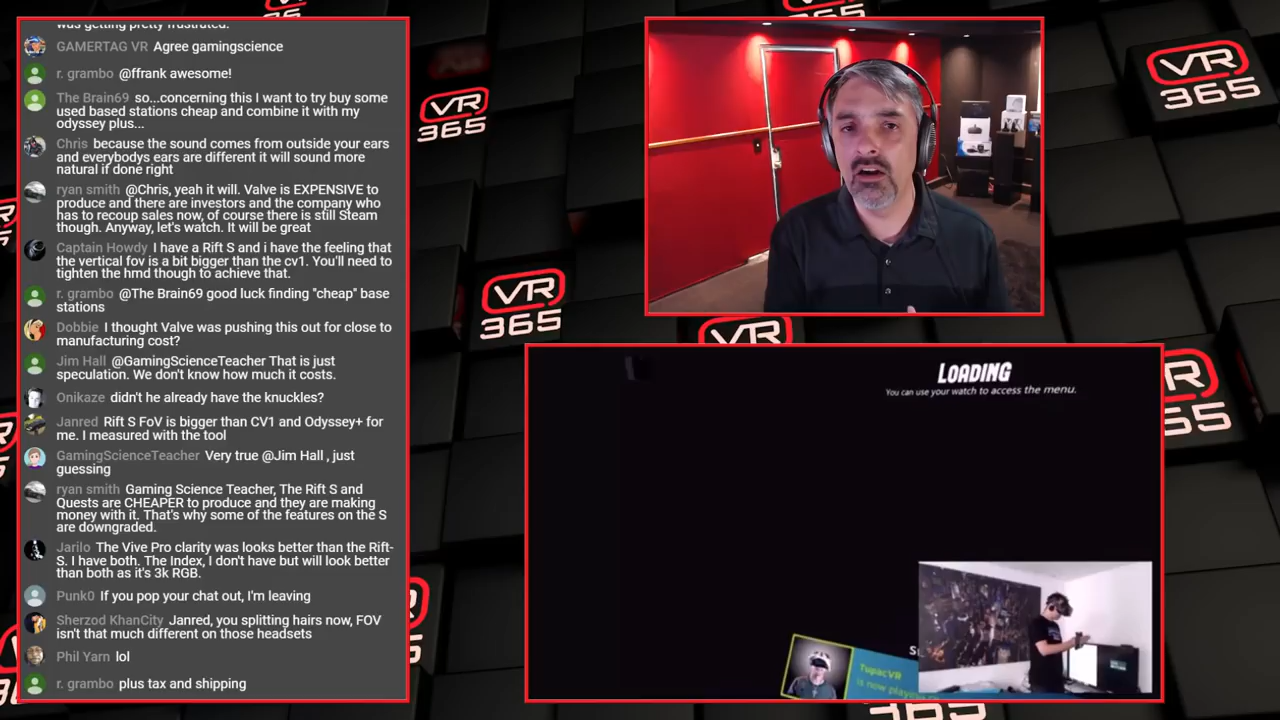 was getting pretty frustrated.
GAMERTAG VR Agree gamingscience
r. grambo @ffrank awesome!
The Brain69 so...concerning this I want to try buy some
used based stations cheap and combine it with my
odyssey plus...
Chris because the sound comes from outside your ears
and everybodys ears are different it will sound more
natural if done right
ryan smith @Chris, yeah it will. Valve is EXPENSIVE to
produce and there are investors and the company who
has to recoup sales now, of course there is still Steam
though. Anyway, let's watch. It will be great
Captain Howdy I have a Rift S and i have the feeling that
the vertical fov is a bit bigger than the cv1. You'll need to
tighten the hmd though to achieve that.
r. grambo @The Brain69 good luck finding "cheap" base
stations
Dobbie I thought Valve was pushing this out for close to
manufacturing cost?
Jim Hall @GamingScienceTeacher That is just
speculation. We don't know how much it costs.
Onikaze didn't he already have the knuckles?
Janred Rift S FoV is bigger than CV1 and Odyssey+ for
me. I measured with the tool
GamingScienceTeacher Very true @Jim Hall , just
guessing
ryan smith Gaming Science Teacher, The Rift S and
Quests are CHEAPER to produce and they are making
money with it. That's why some of the features on the S
are downgraded.
Jarilo The Vive Pro clarity was looks better than the Rift-
S. I have both. The Index, I don't have but will look better
than both as it's 3k RGB.
Punk0 If you pop your chat out, I'm leaving
Sherzod KhanCity Janred, you splitting hairs now, FOV
isn't that much different on those headsets
Phil Yarn lol
r. grambo plus tax and shipping
VR
365
VR
365
VR
365
VR
365
LOADING
You can use your watch to access the menu.
TupacVR
is now playing